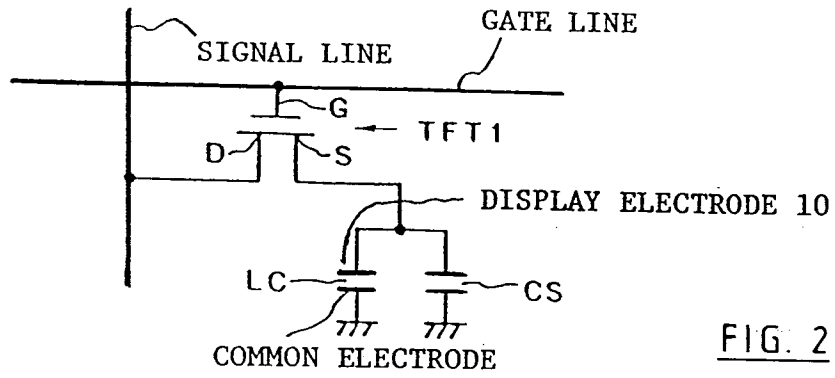 GATE LINE
SIGNAL LINE
G
TFT1
D
S
DISPLAY ELECTRODE 10
LC
CS
COMMON ELECTRODE
FIG. 2